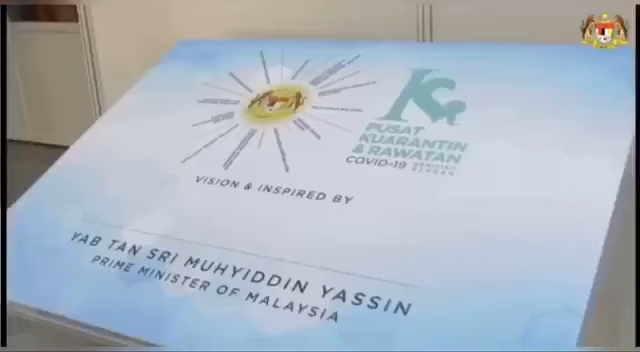 PUSAT
KUARANTIN
& RAWATAN
COVID-19
VISION & INSPIRED BY
YAB TAN SRI MUHYIDDIN YASSIN
PRIME MINISTER OF MALAYSIA